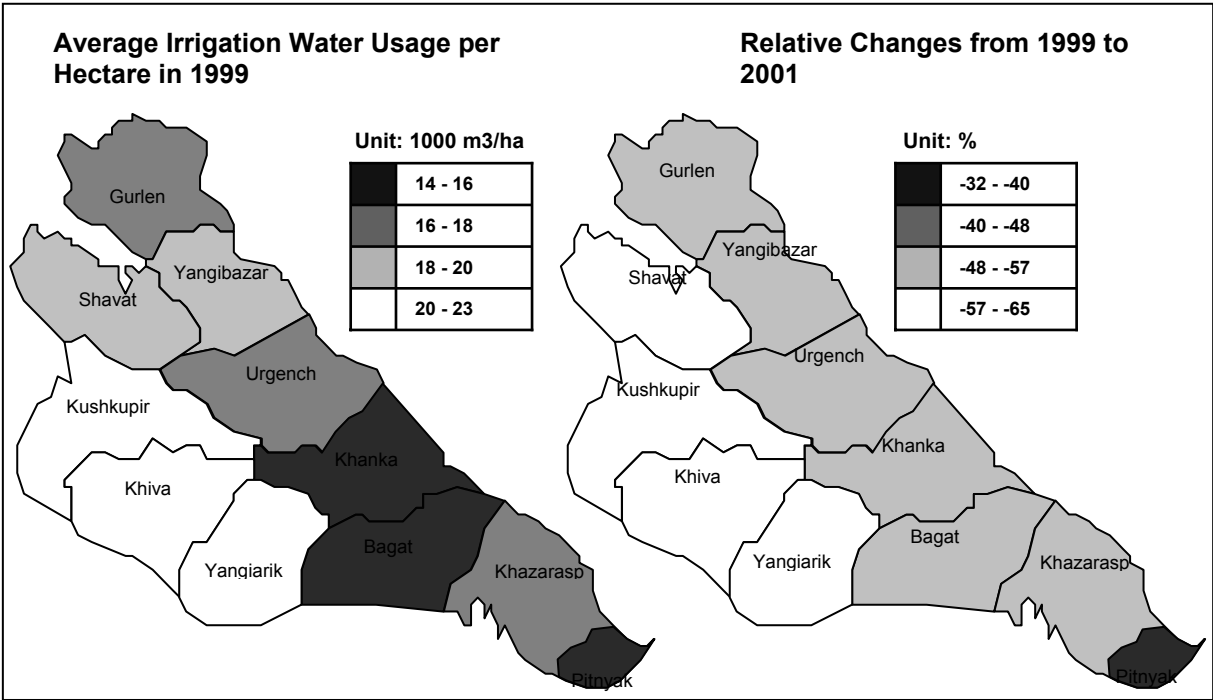 Average Irrigation Water Usage per
Hectare in 1999
Unit: 1000 m3/ha
14 - 16
16 - 18
18 - 20
20 - 23
Gurlen
Yangibazar
Shavat
Urgench
Kushkupir
Khanka
Khiva
Bagat
Yangiarik
Khazarasp
Pitnyak
Relative Changes from 1999 to
2001
Unit: %
-32 - -40
-40 - -48
-48 - -57
-57 - -65
Gurlen
Yangibazar
Shavat
Urgench
Kushkupir
Khanka
Khiva
Bagat
Yangiarik
Khazarasp
Pitnyak